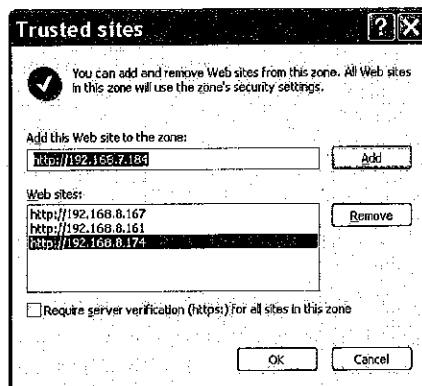 Trusted sites
You can add and remove Web sites from this zone. All Web sites
in this zone will use the zone's security settings.
Add this Web site to the zone:
http://192.168.7.184
Add
Web sites:
http://192.168.8.167
http://192.168.8.161
http://192.168.8.174
Remove
Require server verification (https:) for all sites in this zone
OK
Cancel